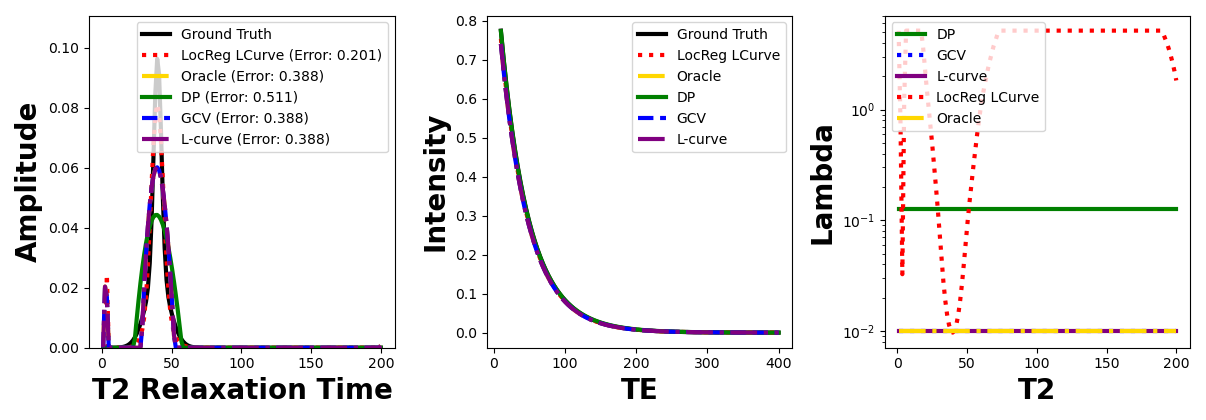 0.10
0.08
0.06
0.04
0.02
0.00
Amplitude
Ground Truth
LocReg LCurve (Error: 0.201)
Oracle (Error: 0.388)
DP (Error: 0.511)
GCV (Error: 0.388)
L-curve (Error: 0.388)
0 50 100 150 200
T2 Relaxation Time
0.8
0.7
0.6
0.5
0.4
0.3
0.2
0.1
0.0
Intensity
Ground Truth
LocReg LCurve
Oracle
DP
GCV
L-curve
0 100 200 300 400
TE
10⁰
10⁻¹
10⁻²
Lambda
DP
GCV
L-curve
LocReg LCurve
Oracle
0 50 100 150 200
T2